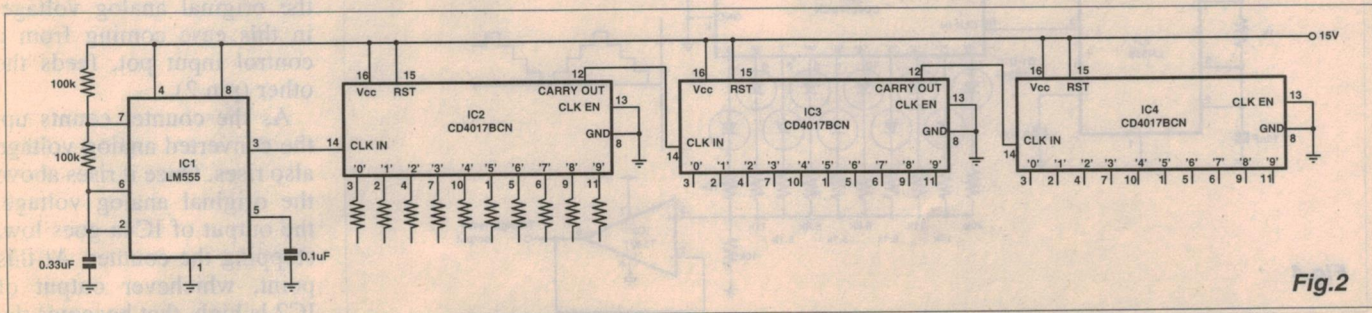 15V
100k
100k
4
8
7
6
2
3
5
1
IC1
LM555
0.33uF
0.1uF
16
15
12
Vcc
RST
CARRY OUT
CLK EN
13
GND
8
14
CLK IN
IC2
CD4017BCN
'0' '1' '2' '3' '4' '5' '6' '7' '8' '9'
3 2 4 7 10 1 5 6 9 11
16
15
12
Vcc
RST
CARRY OUT
CLK EN
13
GND
8
14
CLK IN
IC3
CD4017BCN
'0' '1' '2' '3' '4' '5' '6' '7' '8' '9'
3 2 4 7 10 1 5 6 9 11
16
15
Vcc
RST
CLK EN
13
GND
8
14
CLK IN
IC4
CD4017BCN
'0' '1' '2' '3' '4' '5' '6' '7' '8' '9'
3 2 4 7 10 1 5 6 9 11
Fig.2
the original analog voltage
in this case coming from
control input pot, feeds the
other
As the counter counts up
the converted analog voltage
also rises. Once it rises above
the original analog voltage
the output of
goes low,
stopping the counter. At this
point, whichever output of